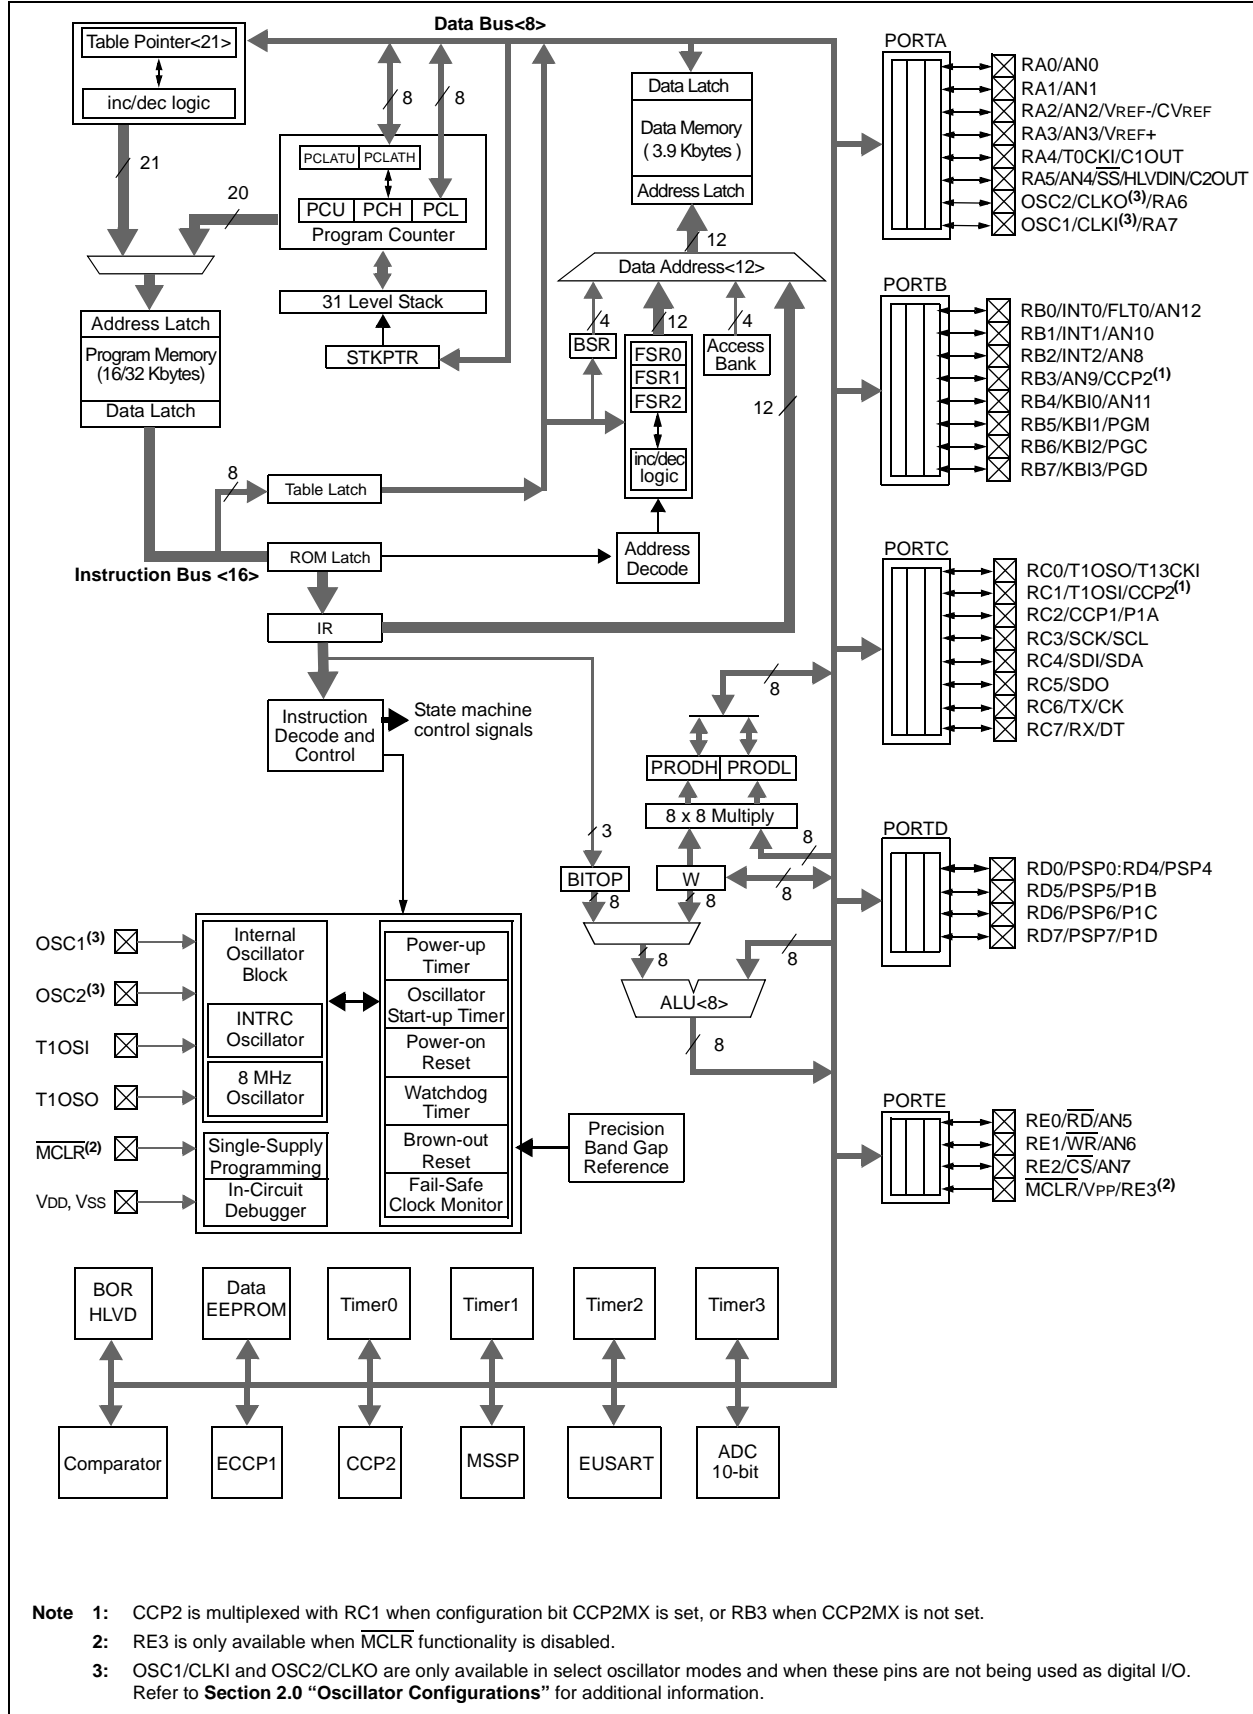 Data Bus<8>
Table Pointer<21>
inc/dec logic
21
20
8
8
PCLATU PCLATH
PCU PCH PCL
Program Counter
31 Level Stack
STKPTR
Data Latch
Data Memory
( 3.9 Kbytes )
Address Latch
12
Data Address<12>
4
12
4
BSR
FSR0
FSR1
FSR2
inc/dec
logic
Access
Bank
12
Address Latch
Program Memory
(16/32 Kbytes)
Data Latch
8
Table Latch
ROM Latch
Instruction Bus <16>
Address
Decode
IR
Instruction
Decode and
Control
State machine
control signals
8
PRODH PRODL
8 x 8 Multiply
3
8
BITOP
W
8
8
8
8
8
ALU<8>
8
PORTA
RA0/AN0
RA1/AN1
RA2/AN2/VREF-/CVREF
RA3/AN3/VREF+
RA4/T0CKI/C1OUT
RA5/AN4/SS/HLVDIN/C2OUT
OSC2/CLKO(3)/RA6
OSC1/CLKI(3)/RA7
PORTB
RB0/INT0/FLT0/AN12
RB1/INT1/AN10
RB2/INT2/AN8
RB3/AN9/CCP2(1)
RB4/KBI0/AN11
RB5/KBI1/PGM
RB6/KBI2/PGC
RB7/KBI3/PGD
PORTC
RC0/T1OSO/T13CKI
RC1/T1OSI/CCP2(1)
RC2/CCP1/P1A
RC3/SCK/SCL
RC4/SDI/SDA
RC5/SDO
RC6/TX/CK
RC7/RX/DT
PORTD
RD0/PSP0:RD4/PSP4
RD5/PSP5/P1B
RD6/PSP6/P1C
RD7/PSP7/P1D
PORTE
RE0/RD/AN5
RE1/WR/AN6
RE2/CS/AN7
MCLR/VPP/RE3(2)
OSC1(3)
OSC2(3)
T1OSI
T1OSO
MCLR(2)
VDD, VSS
Internal
Oscillator
Block
INTRC
Oscillator
8 MHz
Oscillator
Single-Supply
Programming
In-Circuit
Debugger
Power-up
Timer
Oscillator
Start-up Timer
Power-on
Reset
Watchdog
Timer
Brown-out
Reset
Fail-Safe
Clock Monitor
Precision
Band Gap
Reference
BOR
HLVD
Data
EEPROM
Timer0
Timer1
Timer2
Timer3
Comparator
ECCP1
CCP2
MSSP
EUSART
ADC
10-bit
Note 1: CCP2 is multiplexed with RC1 when configuration bit CCP2MX is set, or RB3 when CCP2MX is not set.
2: RE3 is only available when MCLR functionality is disabled.
3: OSC1/CLKI and OSC2/CLKO are only available in select oscillator modes and when these pins are not being used as digital I/O.
Refer to Section 2.0 “Oscillator Configurations” for additional information.